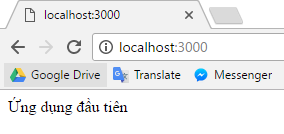 localhost:3000
localhost:3000
Google Drive Translate Messenger
Ứng dụng đầu tiên